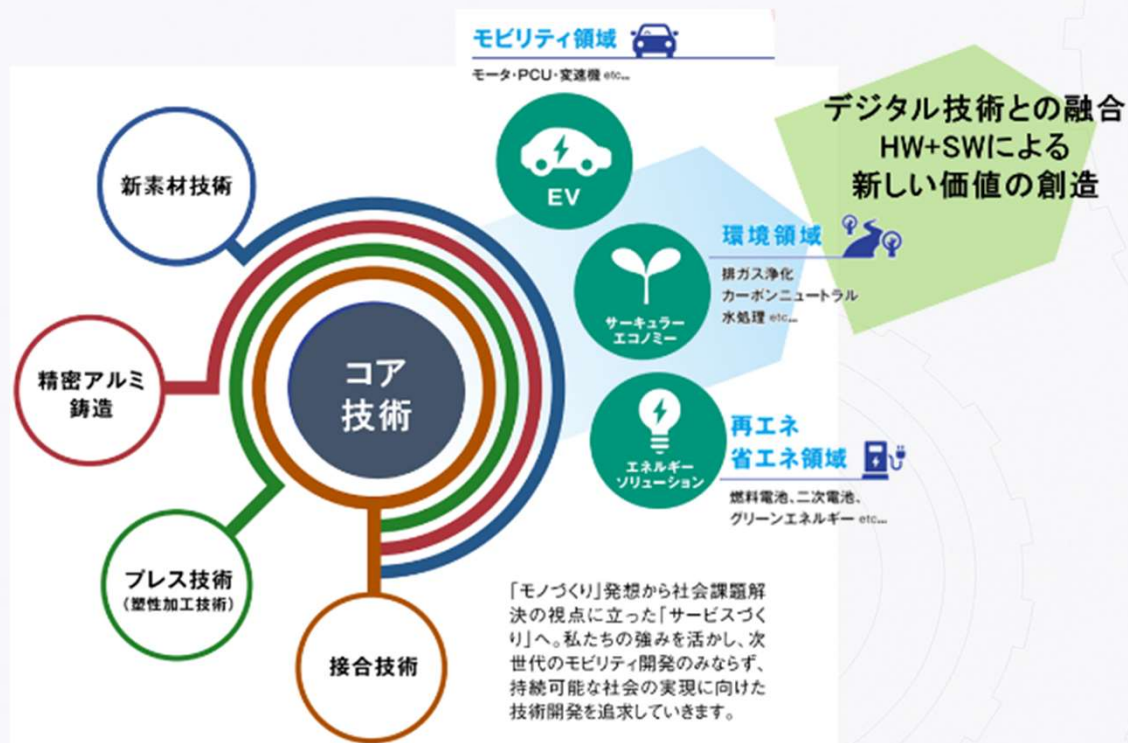 モビリティ領域
モータ・PCU・変速機 etc...
EV
デジタル技術との融合
HW+SWによる
新しい価値の創造
新素材技術
環境領域
排ガス浄化
カーボンニュートラル
水処理 etc...
サーキュラー
エコノミー
コア
技術
精密アルミ
鋳造
再エネ
省エネ領域
エネルギー
ソリューション
燃料電池、二次電池、
グリーンエネルギー etc...
プレス技術
(塑性加工技術)
接合技術
「モノづくり」発想から社会課題解
決の視点に立った「サービスづく
り」へ。私たちの強みを活かし、次
世代のモビリティ開発のみならず、
持続可能な社会の実現に向けた
技術開発を追求していきます。